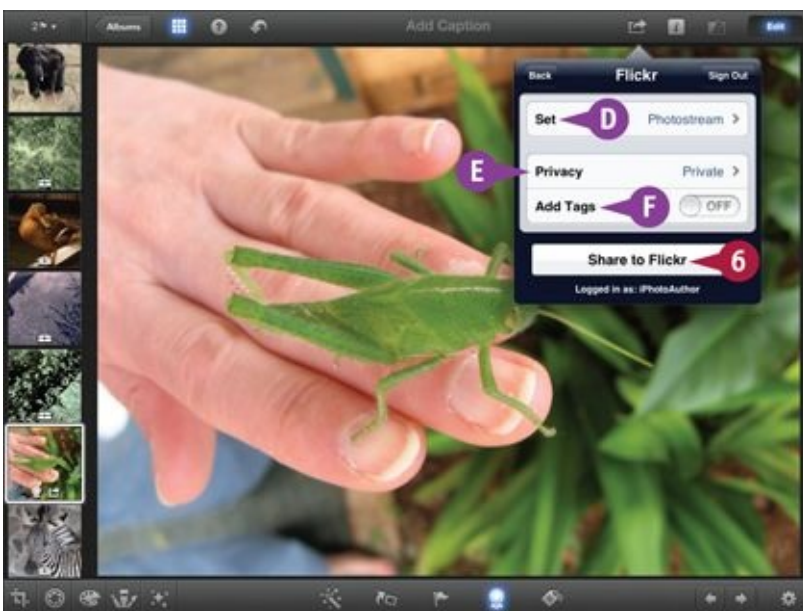 2
Albums
Add Caption
Edit
Back
Flickr
Sign Out
Set
D
Photostream
E
Privacy
Private
Add Tags
F
OFF
Share to Flickr
6
Logged in as: iPhotoAuthor